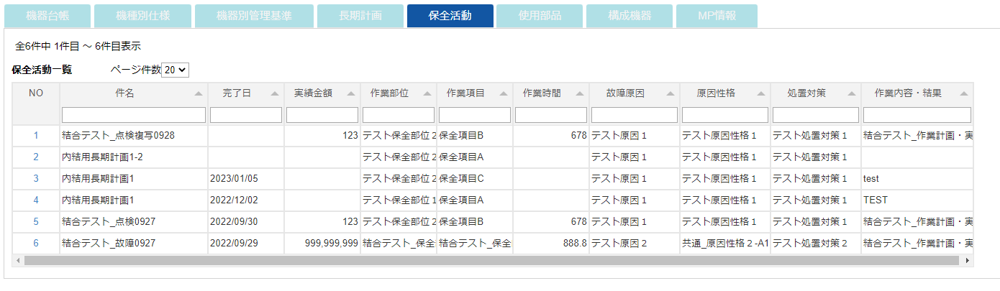 機器台帳 機種別仕様 機器別管理基準 長期計画 保全活動 使用部品 構成機器 MP情報
全6件中 1件目 ～ 6件目表示
保全活動一覧 ページ件数 20
NO 件名 完了日 実績金額 作業部位 作業項目 作業時間 故障原因 原因性格 処置対策 作業内容・結果
1 結合テスト_点検複写0928 123 テスト保全部位２ 保全項目B 678 テスト原因１ テスト原因性格１ テスト処置対策１ 結合テスト_作業計画・実
2 内結用長期計画1-2 テスト保全部位２ 保全項目A テスト原因１ テスト原因性格１ テスト処置対策１
3 内結用長期計画1 2023/01/05 テスト保全部位２ 保全項目C テスト原因１ テスト原因性格１ テスト処置対策１ test
4 内結用長期計画1 2022/12/02 テスト保全部位１ 保全項目A テスト原因１ テスト原因性格１ テスト処置対策１ TEST
5 結合テスト_点検0927 2022/09/30 123 テスト保全部位２ 保全項目B 678 テスト原因１ テスト原因性格１ テスト処置対策１ 結合テスト_作業計画・実
6 結合テスト_故障0927 2022/09/29 999,999,999 結合テスト_保全 結合テスト_保全 888.8 テスト原因２ 共通_原因性格２-A1 テスト処置対策２ 結合テスト_作業計画・実